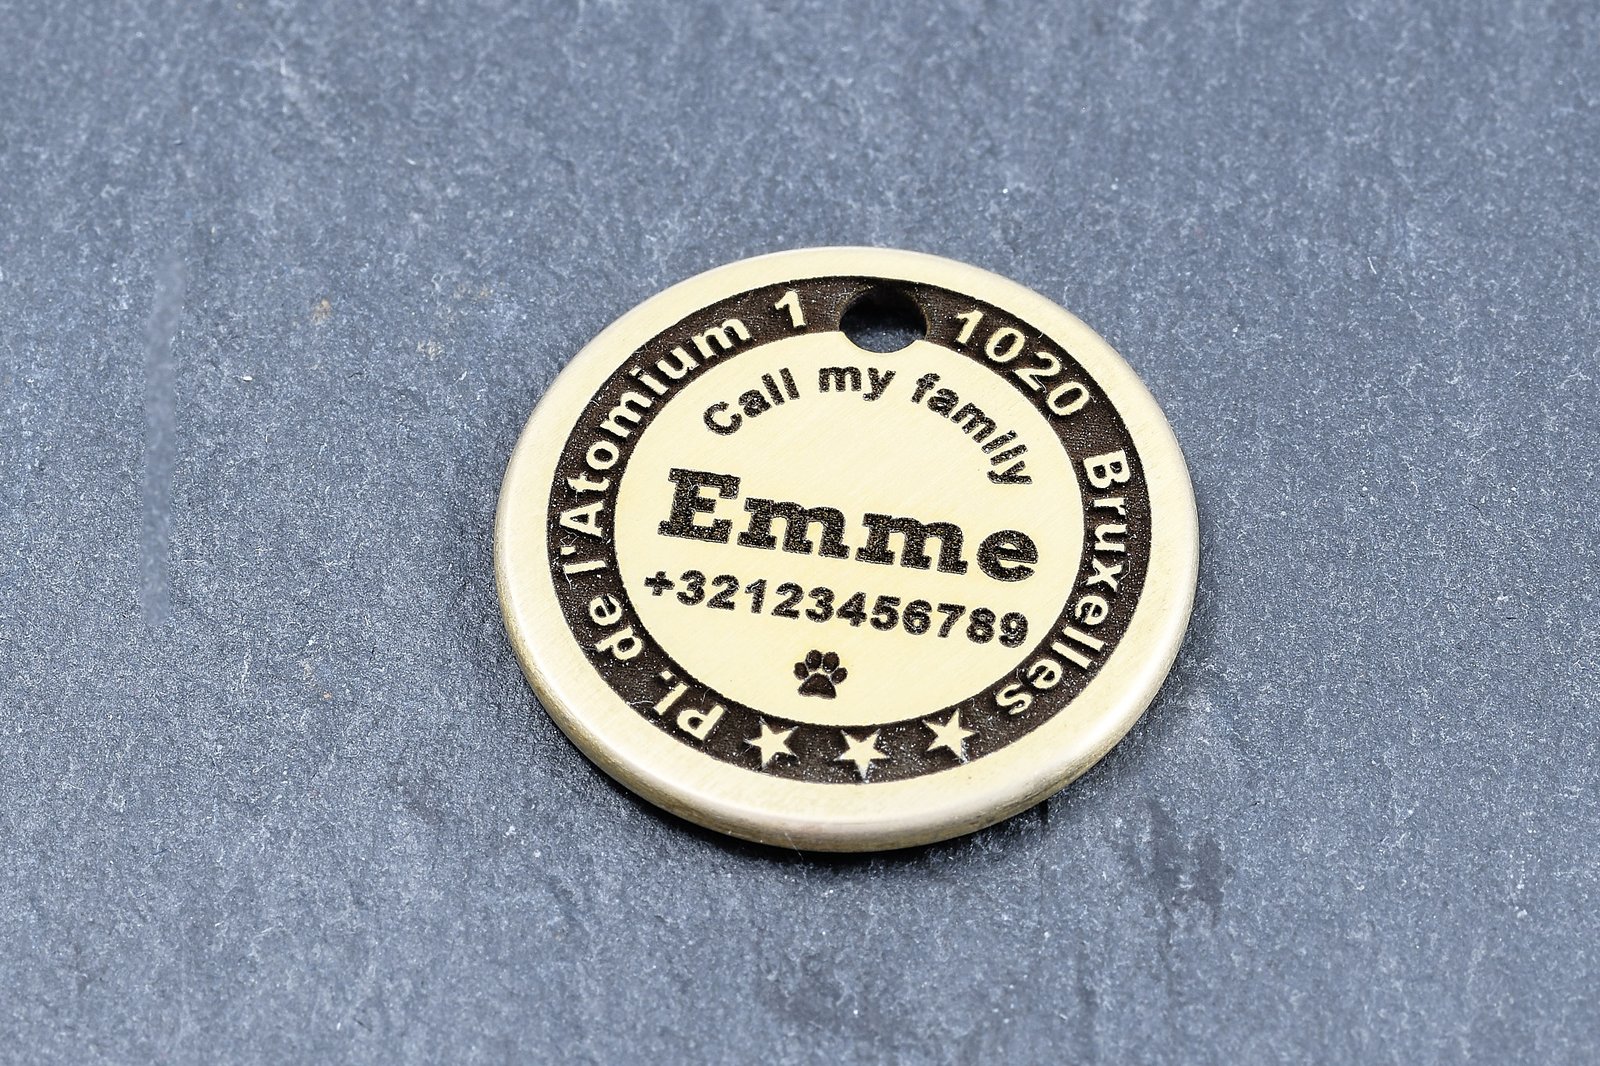 Pl. de l'Atomium 1 1020 Bruxelles
Call my family
Emme
+32123456789